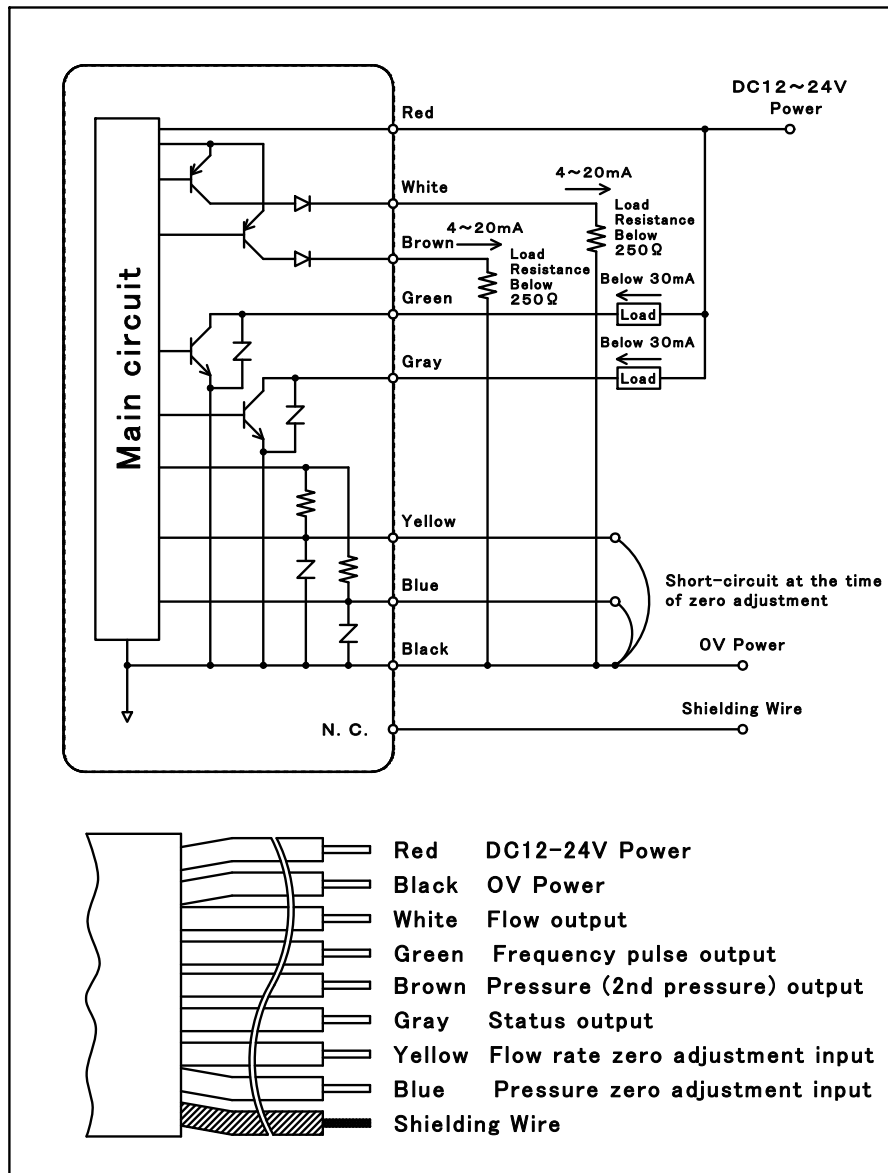 DC12～24V
Power
Red
4～20mA
White
Load
Resistance
Below
250Ω
4～20mA
Brown
Load
Resistance
Below
250Ω
Below 30mA
Green
Load
Below 30mA
Gray
Load
Main circuit
Yellow
Short-circuit at the time
of zero adjustment
Blue
Black
0V Power
Shielding Wire
N. C.
Red DC12-24V Power
Black 0V Power
White Flow output
Green Frequency pulse output
Brown Pressure (2nd pressure) output
Gray Status output
Yellow Flow rate zero adjustment input
Blue Pressure zero adjustment input
Shielding Wire